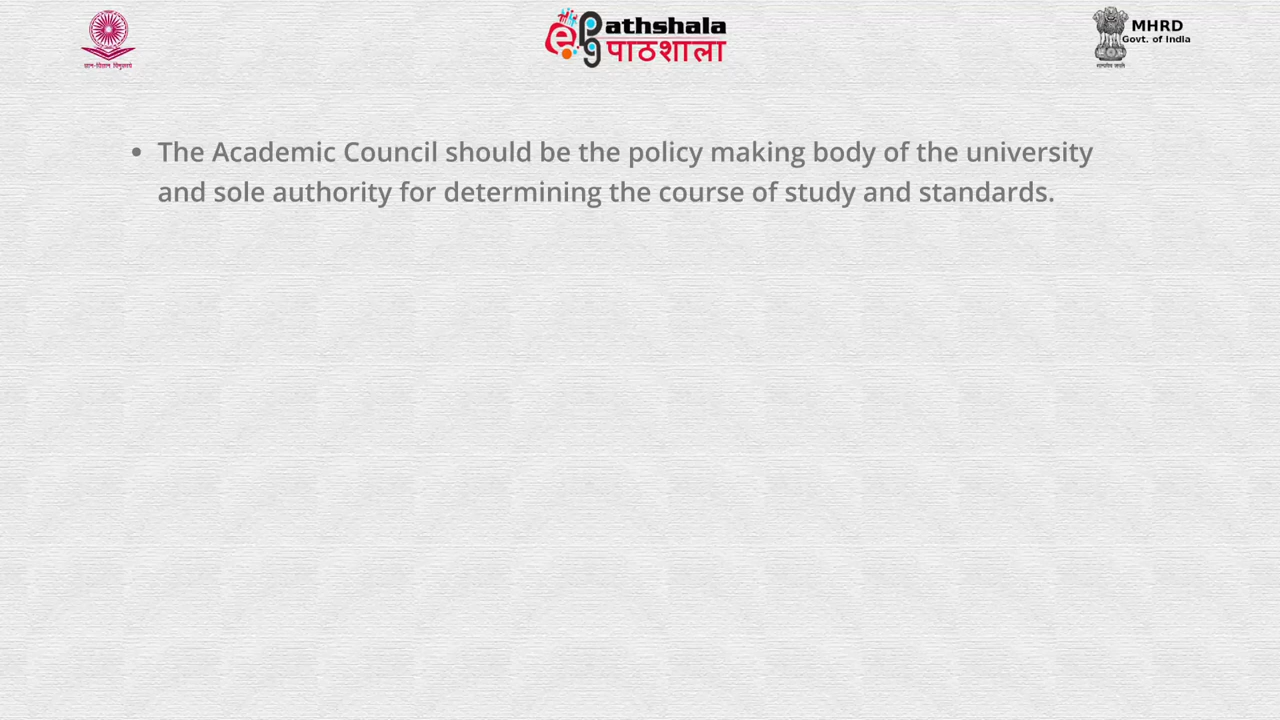 athshala
पाठशाला
MHRD
Govt. of India
• The Academic Council should be the policy making body of the university
and sole authority for determining the course of study and standards.